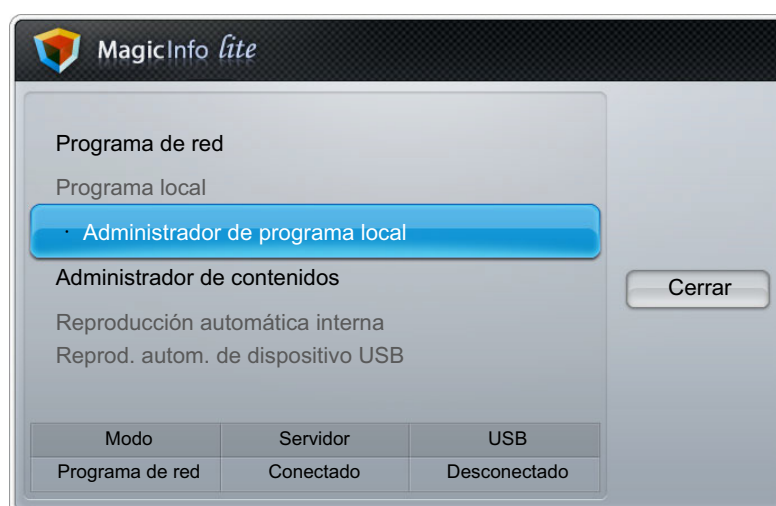 MagicInfo lite
Programa de red
Programa local
· Administrador de programa local
Administrador de contenidos
Cerrar
Reproducción automática interna
Reprod. autom. de dispositivo USB
Modo Servidor USB
Programa de red Conectado Desconectado